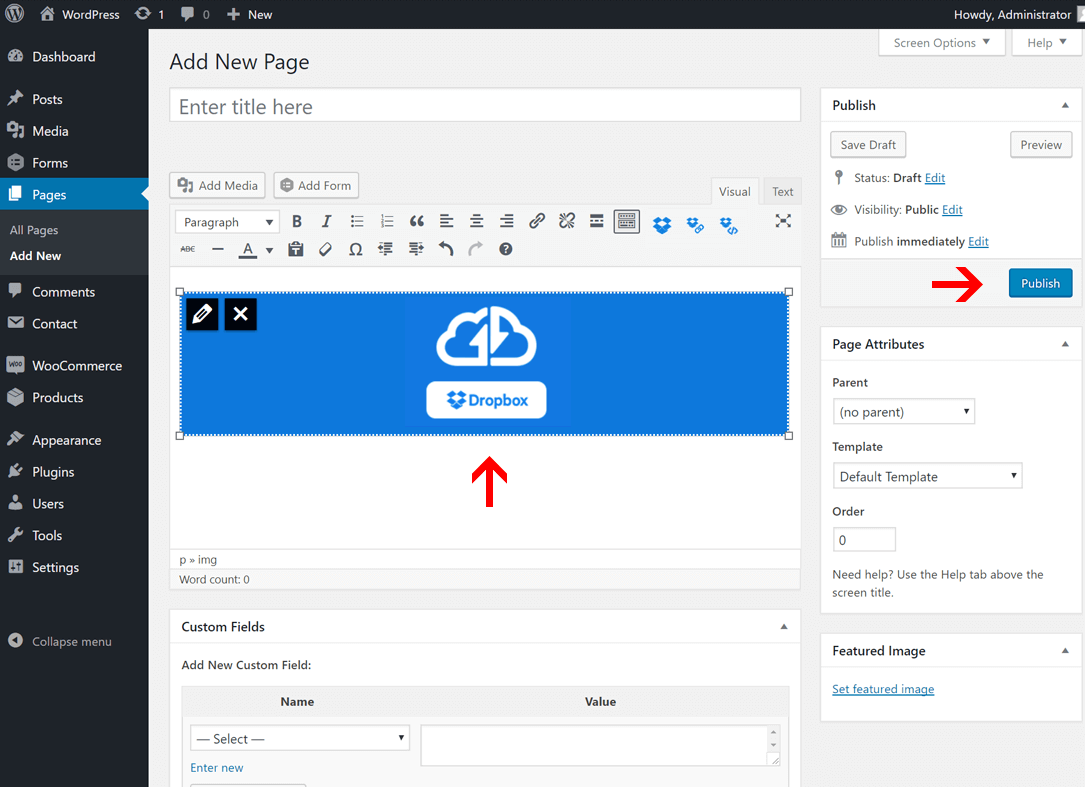 WordPress 1 0 New Howdy, Administrator
Screen Options Help
Dashboard
Posts
Media
Forms
Pages
All Pages
Add New
Comments
Contact
WooCommerce
Products
Appearance
Plugins
Users
Tools
Settings
Collapse menu
Add New Page
Enter title here
Add Media Add Form
Visual Text
Paragraph B I
ABC A Ω
Dropbox
p » img
Word count: 0
Custom Fields
Add New Custom Field:
Name Value
— Select —
Enter new
Publish
Save Draft Preview
Status: Draft Edit
Visibility: Public Edit
Publish immediately Edit
Publish
Page Attributes
Parent
(no parent)
Template
Default Template
Order
0
Need help? Use the Help tab above the
screen title.
Featured Image
Set featured image